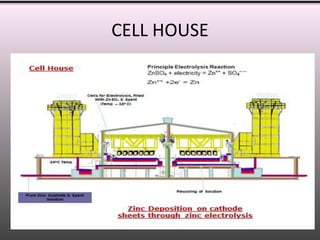 CELL HOUSE
Cell House
Principle Electrolysis Reaction
ZnSO₄ + electricity = Zn⁺⁺ + SO₄⁻⁻
Zn⁺⁺ +2e⁻ = Zn
Cells for Electrolysis, filled
With ZnSO₄ & Spent
Recycling of Solution
Pure Zinc Sulphate & Spent
Solution
Zinc Deposition on cathode
sheets through zinc electrolysis